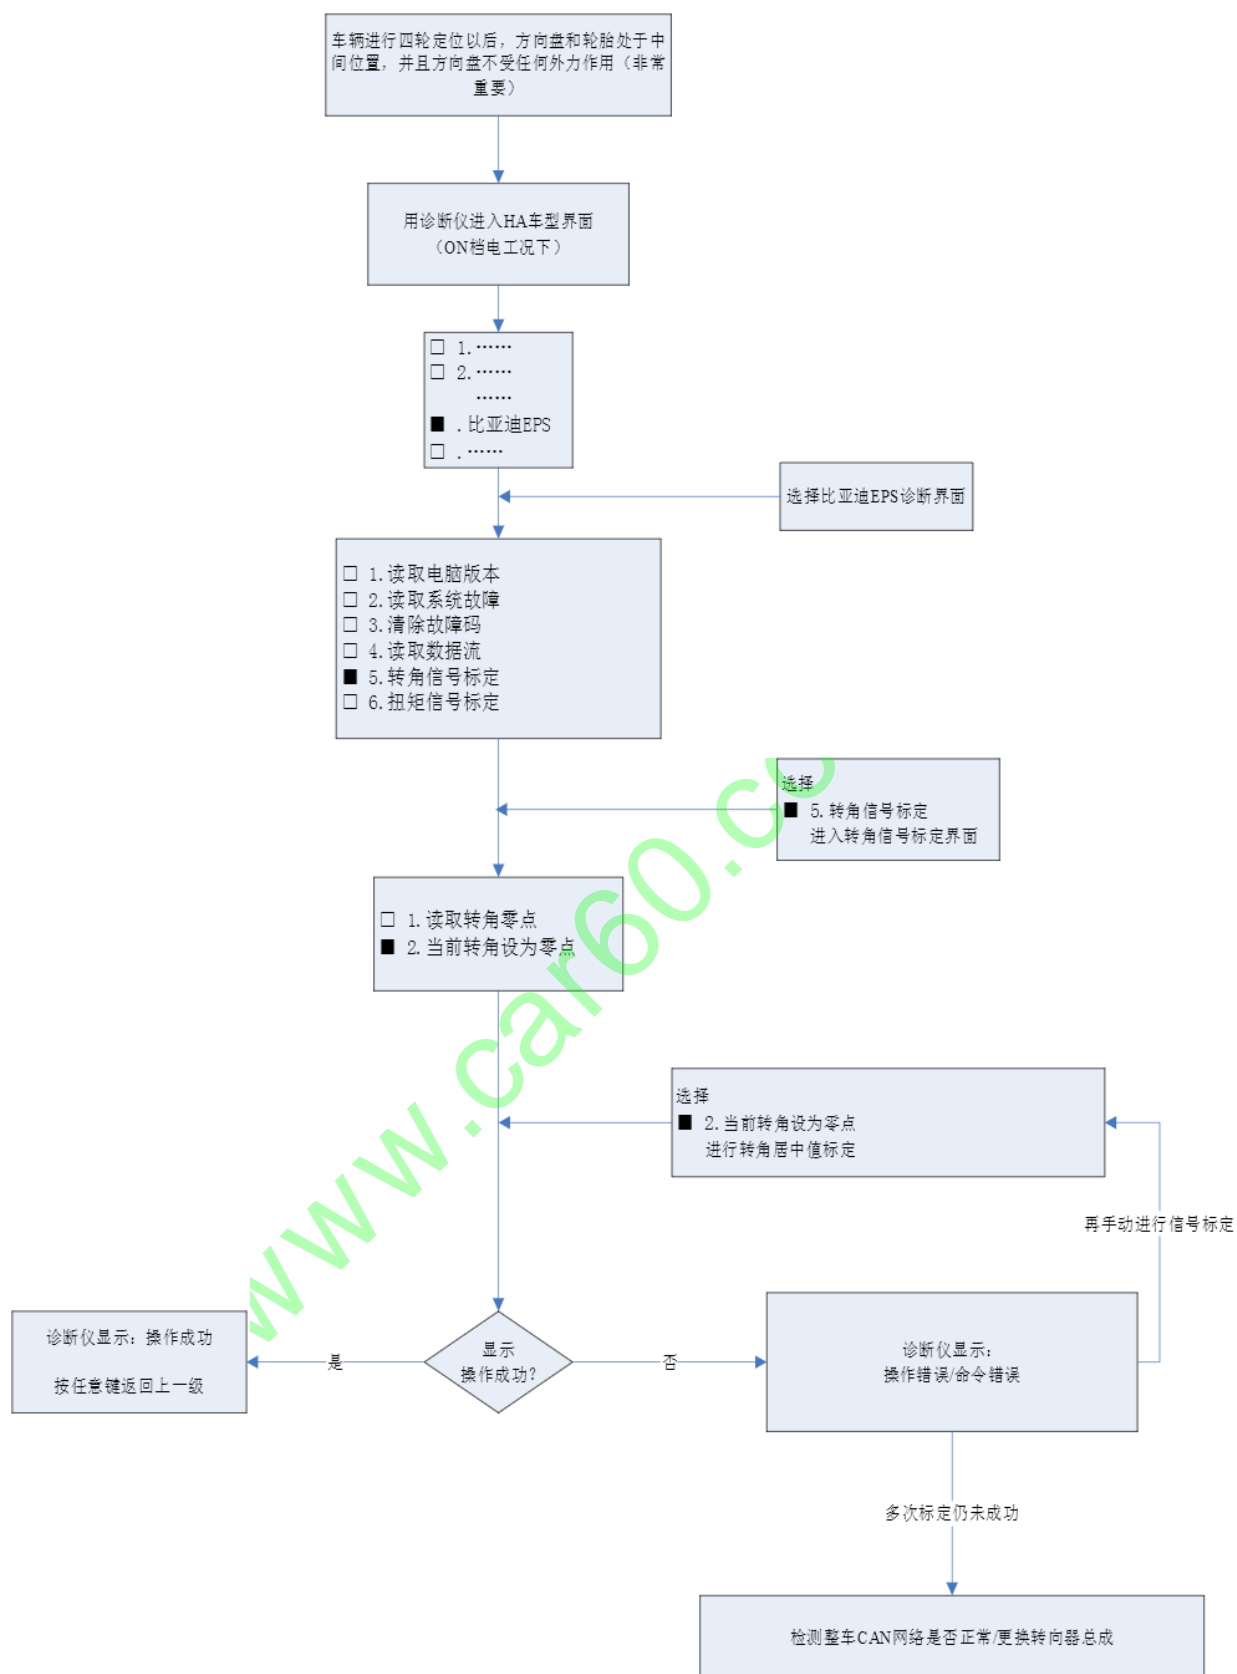 车辆进行四轮定位以后，方向盘和轮胎处于中
间位置，并且方向盘不受任何外力作用（非常
重要）
用诊断仪进入HA车型界面
（ON档电工况下）
□ 1.……
□ 2.……
……
■ .比亚迪EPS
□ .……
选择比亚迪EPS诊断界面
□ 1.读取电脑版本
□ 2.读取系统故障
□ 3.清除故障码
□ 4.读取数据流
■ 5.转角信号标定
□ 6.扭矩信号标定
选择
■ 5.转角信号标定
进入转角信号标定界面
□ 1.读取转角零点
■ 2.当前转角设为零点
选择
■ 2.当前转角设为零点
进行转角居中值标定
再手动进行信号标定
诊断仪显示：操作成功
按任意键返回上一级
是
显示
操作成功？
否
诊断仪显示：
操作错误/命令错误
多次标定仍未成功
检测整车CAN网络是否正常/更换转向器总成
www.car60.co